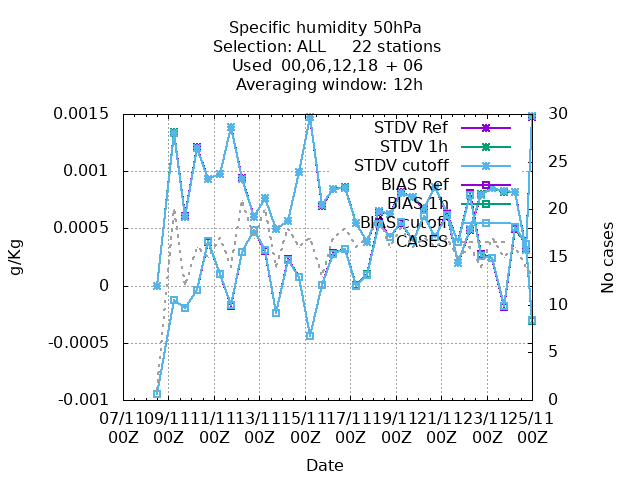 Specific humidity 50hPa
Selection: ALL 22 stations
Used 00,06,12,18 + 06
Averaging window: 12h
0.0015
0.001
0.0005
0
-0.0005
-0.001
g/Kg
STDV Ref
STDV 1h
STDV cutoff
BIAS Ref
BIAS 1h
BIAS cutoff
CASES
30
25
20
15
10
5
0
No cases
07/11 09/11 11/11 13/11 15/11 17/11 19/11 21/11 23/11 25/11
00Z 00Z 00Z 00Z 00Z 00Z 00Z 00Z 00Z 00Z
Date